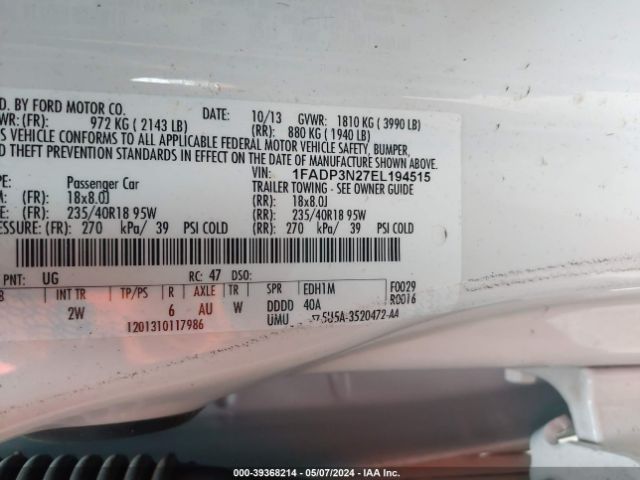 D. BY FORD MOTOR CO. DATE: 10/13 GVWR: 1810 KG ( 3990 LB)
WR: (FR) 972 KG ( 2143 LB) (RR): 880 KG ( 1940 LB)
S VEHICLE CONFORMS TO ALL APPLICABLE FEDERAL MOTOR VEHICLE SAFETY, BUMPER,
D THEFT PREVENTION STANDARDS IN EFFECT ON THE DATE OF MANUFACTURE SHOWN ABOVE.
VIN: 1FADP3N27EL194515
PE: Passenger Car TRAILER TOWING - SEE OWNER GUIDE
M: (FR) 18x8.0J (RR): 18x8.0J
(FR) 235/40R18 95W (RR): 235/40R18 95W
ESSURE: (FR) 270 kPa/ 39 PSI COLD (RR): 270 kPa/ 39 PSI COLD
PNT: UG RC: 47 DSO:
INT TR TP/PS R AXLE TR SPR EDH1M F0029
2W 6 AU W DDDD 40A R0016
1201310117986 UMU 5U5A-3520472-AA
00-39368214 - 05/07/2024 - IAA Inc.